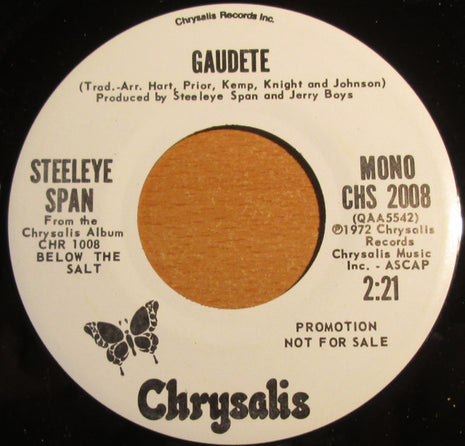 Chrysalis Records Inc.
GAUDETE
(Trad.-Arr. Hart, Prior, Kemp, Knight and Johnson)
Produced by Steeleye Span and Jerry Boys
STEELEYE
SPAN
From the
Chrysalis Album
CHR 1008
BELOW THE
SALT
MONO
CHS 2008
(QAA5542)
℗1972 Chrysalis
Records
Chrysalis Music
Inc. - ASCAP
2:21
PROMOTION
NOT FOR SALE
Chrysalis